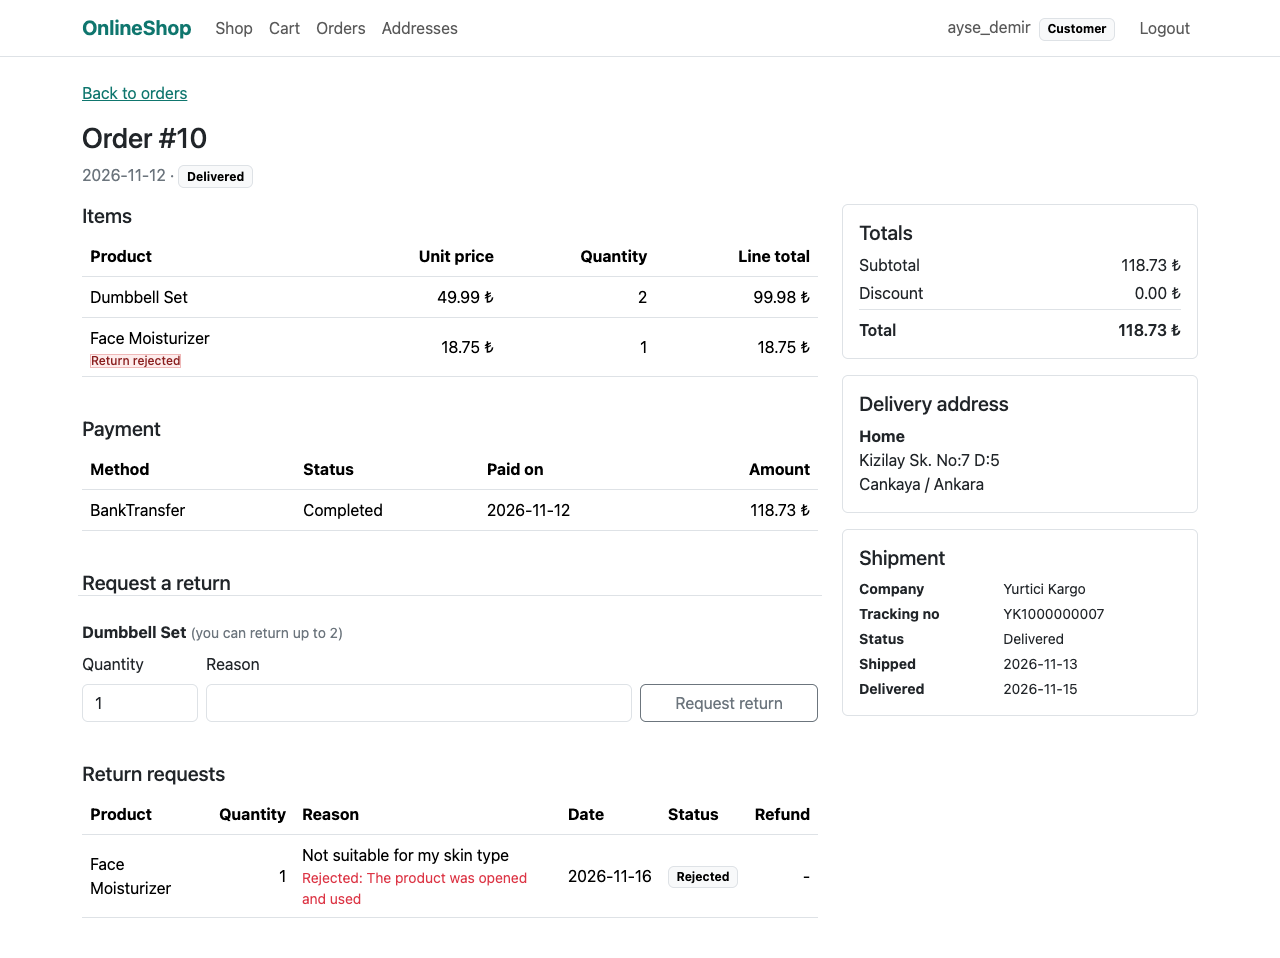 OnlineShop Shop Cart Orders Addresses ayse_demir Customer Logout
Back to orders
Order #10
2026-11-12 · Delivered
Items
Product Unit price Quantity Line total
Dumbbell Set 49.99 ₺ 2 99.98 ₺
Face Moisturizer 18.75 ₺ 1 18.75 ₺
Return rejected
Payment
Method Status Paid on Amount
BankTransfer Completed 2026-11-12 118.73 ₺
Request a return
Dumbbell Set (you can return up to 2)
Quantity Reason
1 Request return
Return requests
Product Quantity Reason Date Status Refund
Face Moisturizer 1 Not suitable for my skin type 2026-11-16 Rejected -
Rejected: The product was opened
and used
Totals
Subtotal 118.73 ₺
Discount 0.00 ₺
Total 118.73 ₺
Delivery address
Home
Kizilay Sk. No:7 D:5
Cankaya / Ankara
Shipment
Company Yurtici Kargo
Tracking no YK1000000007
Status Delivered
Shipped 2026-11-13
Delivered 2026-11-15